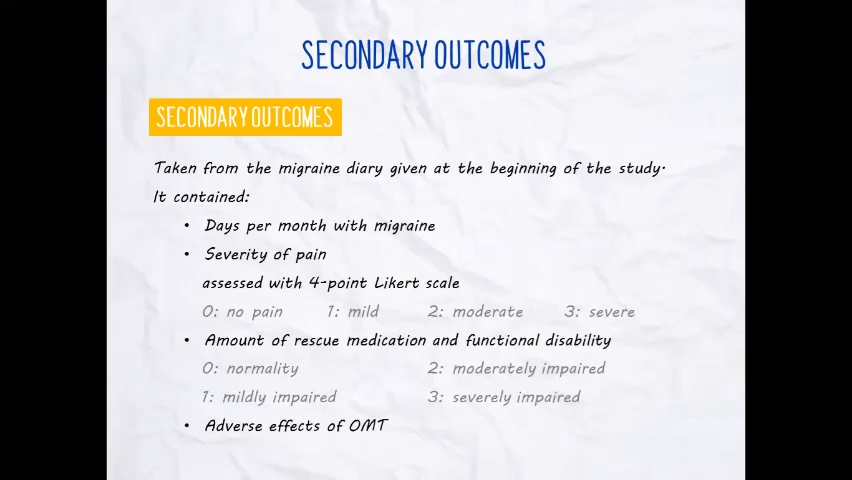 SECONDARY OUTCOMES
SECONDARY OUTCOMES
Taken from the migraine diary given at the beginning of the study.
It contained:
• Days per month with migraine
• Severity of pain
assessed with 4-point Likert scale
0: no pain 1: mild 2: moderate 3: severe
• Amount of rescue medication and functional disability
0: normality 2: moderately impaired
1: mildly impaired 3: severely impaired
• Adverse effects of OMT